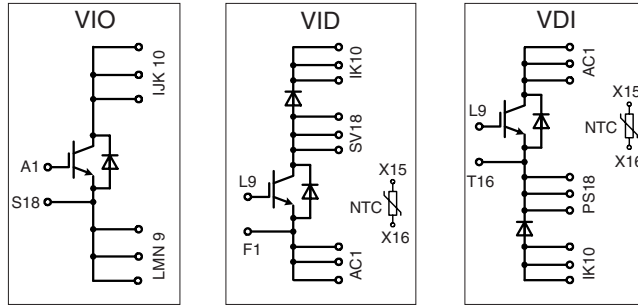 VIO
IJK 10
A1
S18
LMN 9
VID
IK10
SV18
L9
X15
NTC
X16
F1
AC1
VDI
AC1
L9
X15
NTC
X16
T16
PS18
IK10